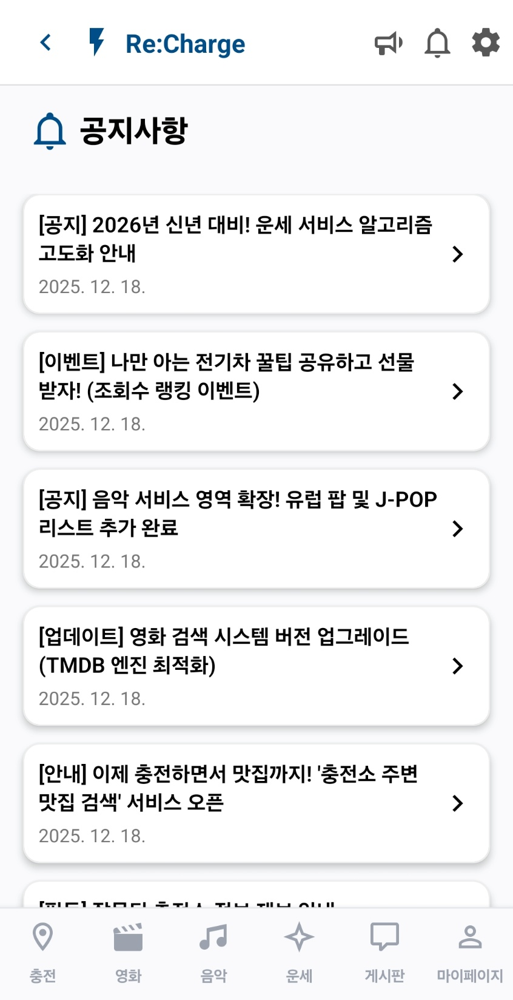 Re:Charge
공지사항
[공지] 2026년 신년 대비! 운세 서비스 알고리즘
고도화 안내
2025. 12. 18.
[이벤트] 나만 아는 전기차 꿀팁 공유하고 선물
받자! (조회수 랭킹 이벤트)
2025. 12. 18.
[공지] 음악 서비스 영역 확장! 유럽 팝 및 J-POP
리스트 추가 완료
2025. 12. 18.
[업데이트] 영화 검색 시스템 버전 업그레이드
(TMDB 엔진 최적화)
2025. 12. 18.
[안내] 이제 충전하면서 맛집까지! '충전소 주변
맛집 검색' 서비스 오픈
2025. 12. 18.
충전 영화 음악 운세 게시판 마이페이지